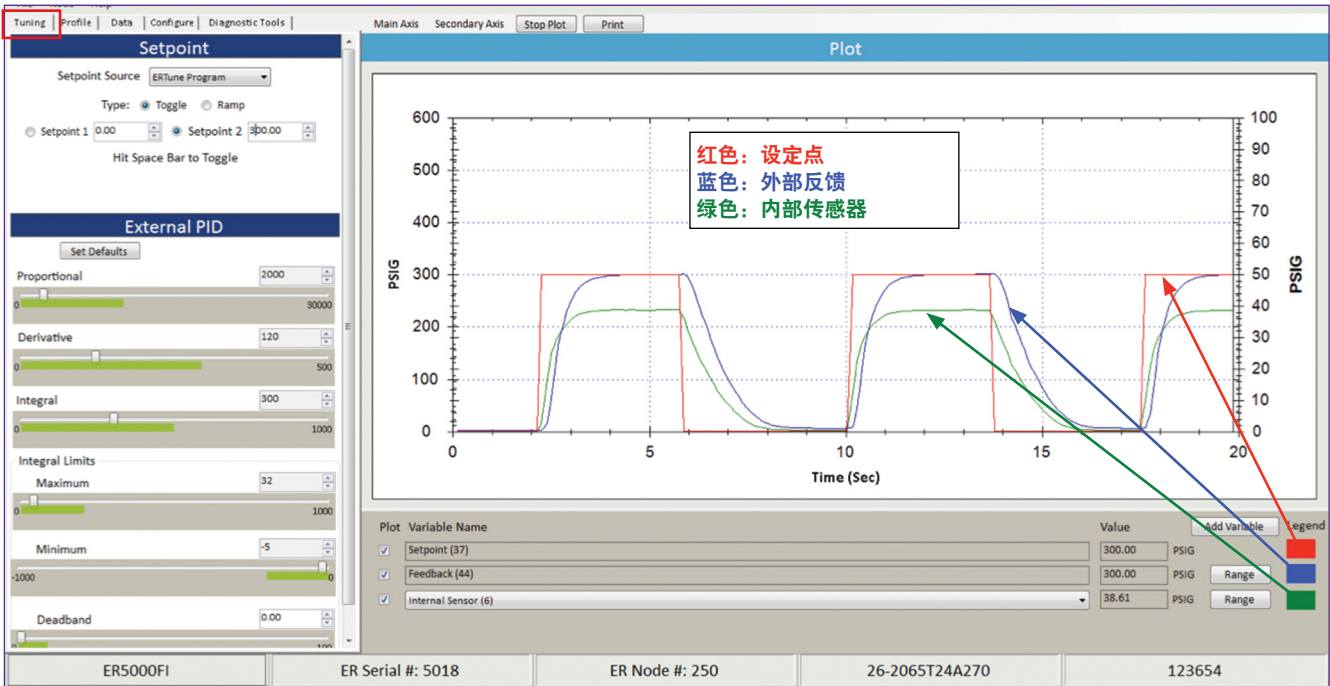 Tuning Profile Data Configure Diagnostic Tools Main Axis Secondary Axis Stop Plot Print
Setpoint
Setpoint Source ERTune Program
Type: Toggle Ramp
Setpoint 1 0.00 Setpoint 2 300.00
Hit Space Bar to Toggle
External PID
Set Defaults
Proportional 2000
0 30000
Derivative 120
0 500
Integral 300
0 1000
Integral Limits
Maximum 32
0 1000
Minimum -5
-1000 0
Deadband 0.00
0 100
Plot
红色：设定点
蓝色：外部反馈
绿色：内部传感器
600
500
400
300
200
100
0
PSIG
100
90
80
70
60
50
40
30
20
10
0
PSIG
0 5 10 15 20
Time (Sec)
Plot Variable Name Value Add Variable Legend
Setpoint (37) 300.00 PSIG
Feedback (44) 300.00 PSIG Range
Internal Sensor (6) 38.61 PSIG Range
ER5000FI ER Serial #: 5018 ER Node #: 250 26-2065T24A270 123654